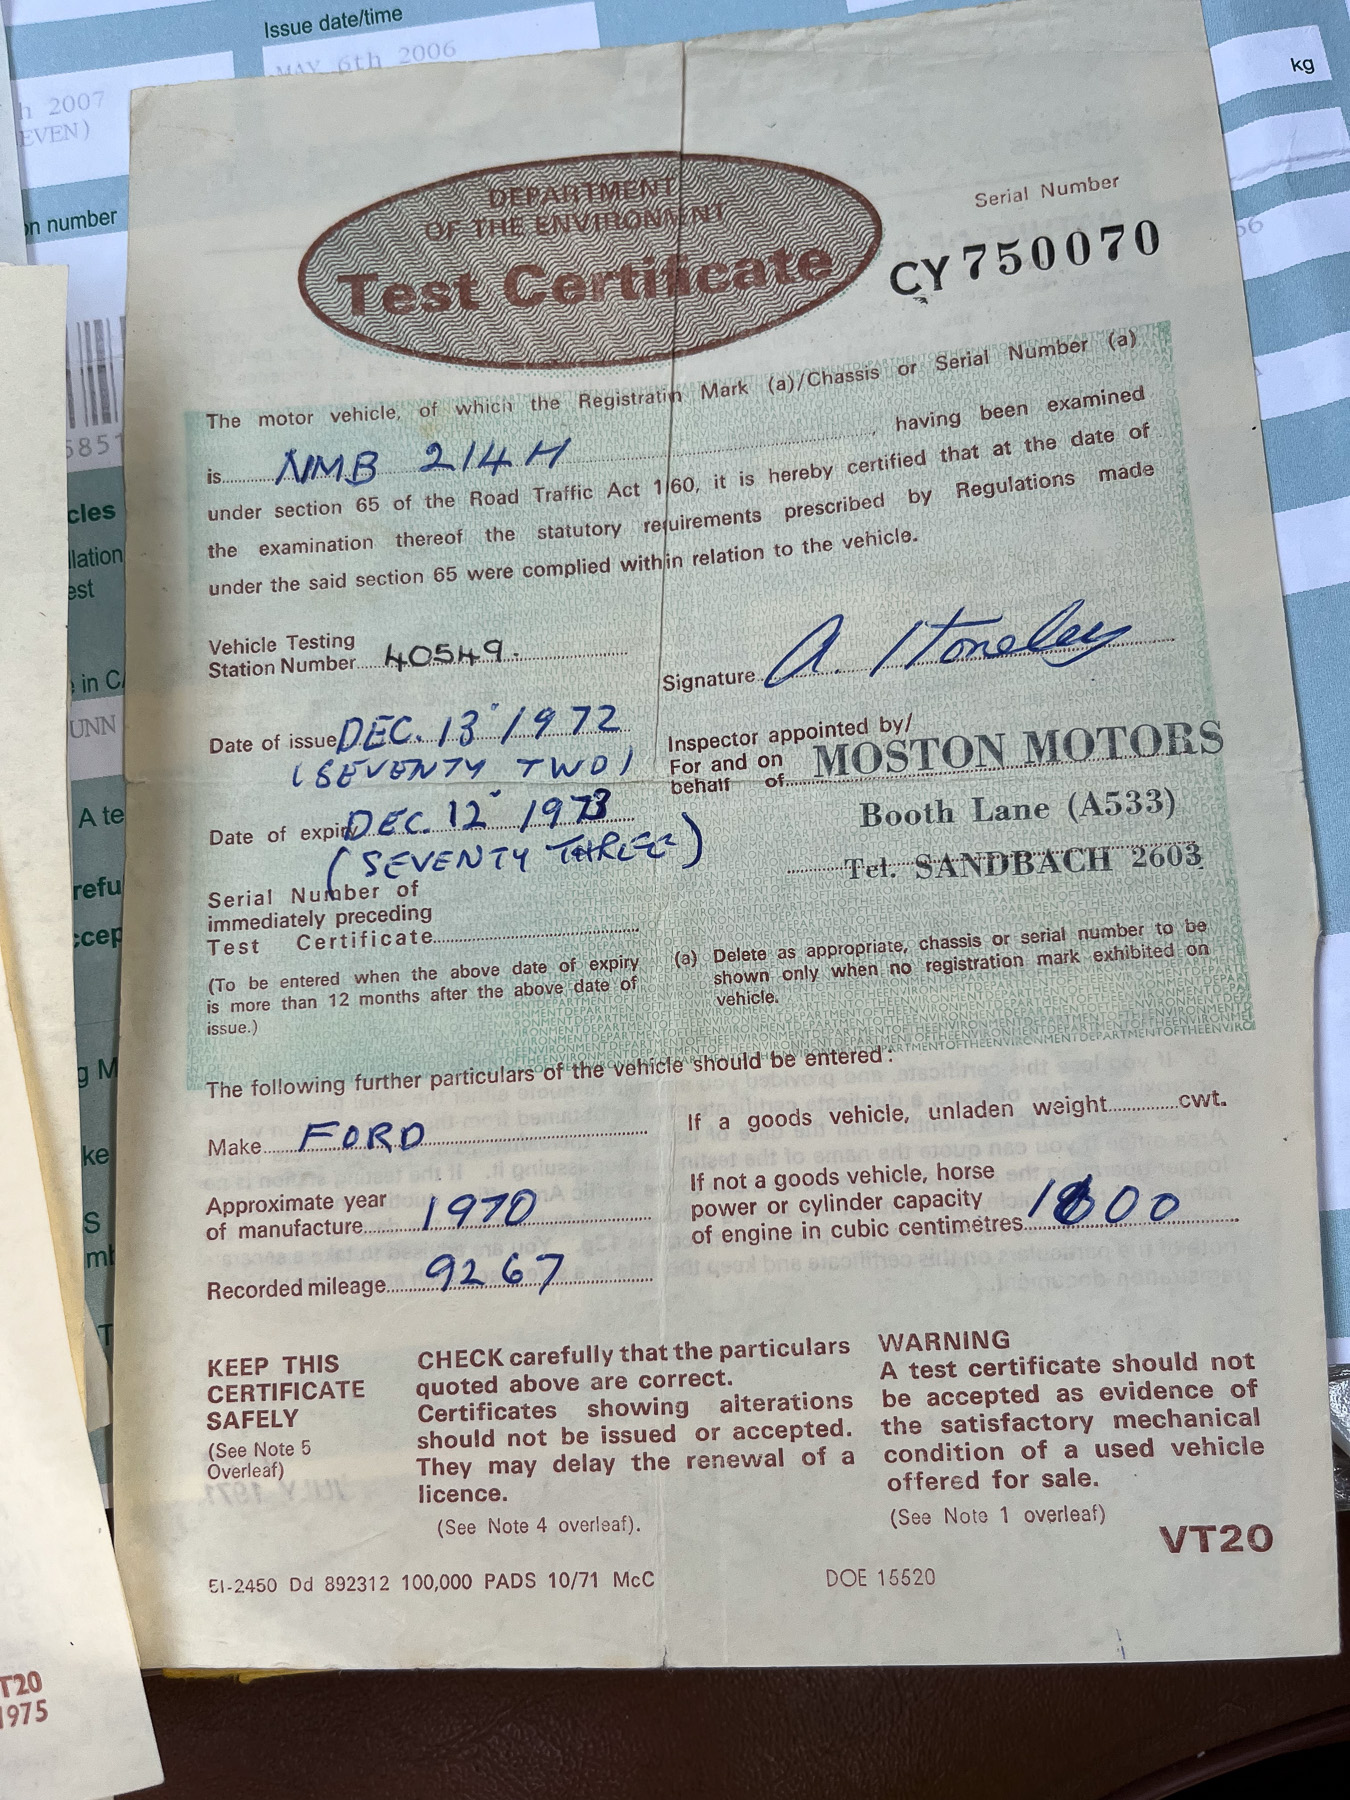 Issue date/time
MAY 6th 2006
kg
h 2007
EVEN)
on number
DEPARTMENT
OF THE ENVIRONMENT
Test Certificate
Serial Number
CY 750070
The motor vehicle, of which the Registration Mark (a)/Chassis or Serial Number (a)
is NMB 214H, having been examined
under section 65 of the Road Traffic Act 1960, it is hereby certified that at the date of
the examination thereof the statutory requirements prescribed by Regulations made
under the said section 65 were complied with in relation to the vehicle.
Vehicle Testing
Station Number 40549.
Signature A. Stoneley
Date of issue DEC. 13" 1972
(SEVENTY TWO)
Inspector appointed by/
For and on
behalf of MOSTON MOTORS
Booth Lane (A533)
Tel. SANDBACH 2603
Date of expiry DEC. 12" 1973
(SEVENTY THREE)
Serial Number of
immediately preceding
Test Certificate
(To be entered when the above date of expiry
is more than 12 months after the above date of
issue.)
(a) Delete as appropriate, chassis or serial number to be
shown only when no registration mark exhibited on
vehicle.
The following further particulars of the vehicle should be entered:
Make FORD
If a goods vehicle, unladen weight cwt.
Approximate year
of manufacture 1970
If not a goods vehicle, horse
power or cylinder capacity
of engine in cubic centimetres 1600
Recorded mileage 9267
KEEP THIS
CERTIFICATE
SAFELY
(See Note 5
Overleaf)
CHECK carefully that the particulars
quoted above are correct.
Certificates showing alterations
should not be issued or accepted.
They may delay the renewal of a
licence.
(See Note 4 overleaf).
WARNING
A test certificate should not
be accepted as evidence of
the satisfactory mechanical
condition of a used vehicle
offered for sale.
(See Note 1 overleaf)
VT20
51-2450 Dd 892312 100,000 PADS 10/71 McC
DOE 15520
T20
1975